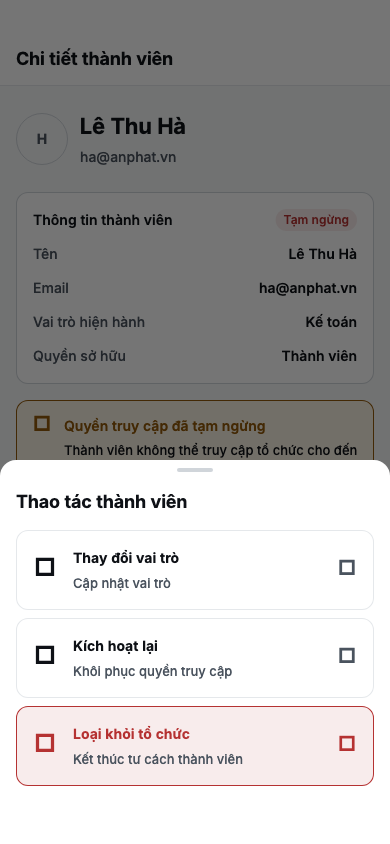 Chi tiết thành viên
H
Lê Thu Hà
ha@anphat.vn
Thông tin thành viên
Tạm ngừng
Tên
Lê Thu Hà
Email
ha@anphat.vn
Vai trò hiện hành
Kế toán
Quyền sở hữu
Thành viên
Quyền truy cập đã tạm ngừng
Thành viên không thể truy cập tổ chức cho đến
Thao tác thành viên
Thay đổi vai trò
Cập nhật vai trò
Kích hoạt lại
Khôi phục quyền truy cập
Loại khỏi tổ chức
Kết thúc tư cách thành viên